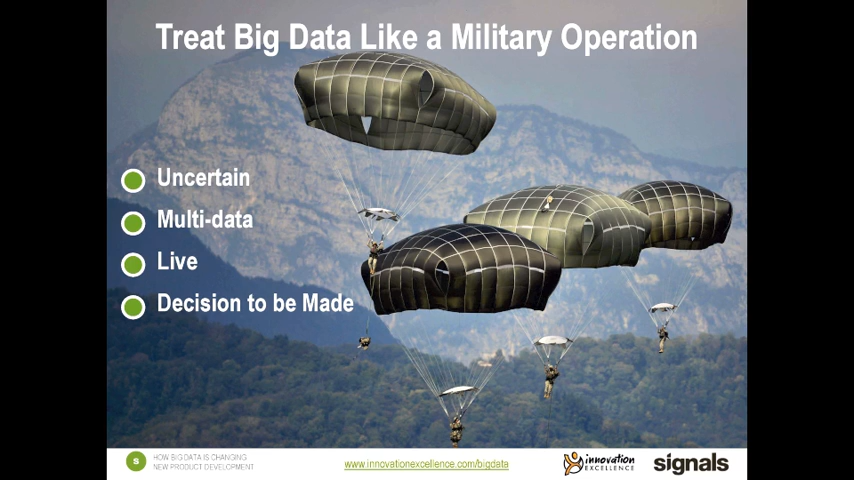 Treat Big Data Like a Military Operation
Uncertain
Multi-data
Live
Decision to be Made
S
HOW BIG DATA IS CHANGING
NEW PRODUCT DEVELOPMENT
www.innovationexcellence.com/bigdata
innovation
EXCELLENCE
signals